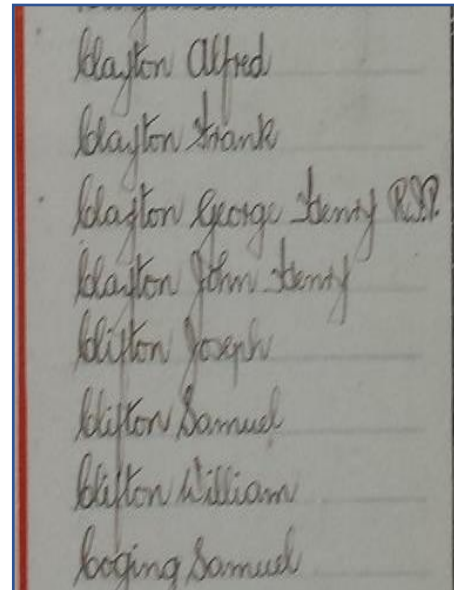 Clayton Alfred
Clayton Frank
Clayton George Henry R.I.P.
Clayton John Henry
Clifton Joseph
Clifton Samuel
Clifton William
Coging Samuel